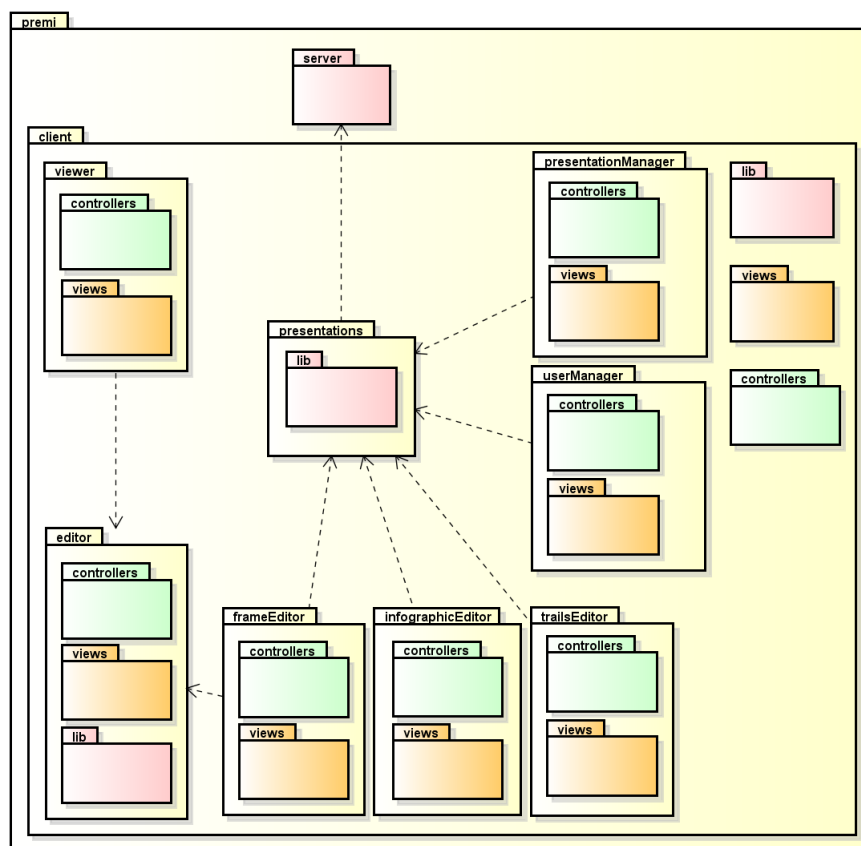 premi
server
client
viewer
controllers
views
presentationManager
controllers
views
lib
views
controllers
presentations
lib
userManager
controllers
views
editor
controllers
views
lib
frameEditor
controllers
views
infographicEditor
controllers
views
trailsEditor
controllers
views